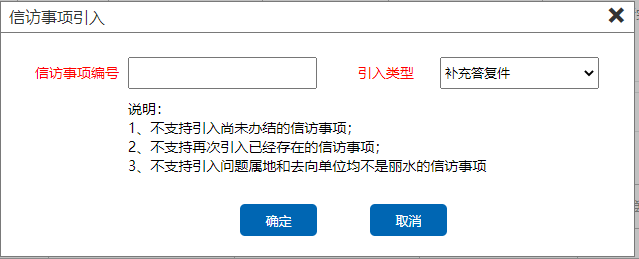 信访事项引入
信访事项编号
引入类型
补充答复件
说明：
1、不支持引入尚未办结的信访事项；
2、不支持再次引入已经存在的信访事项；
3、不支持引入问题属地和去向单位均不是丽水的信访事项
确定
取消